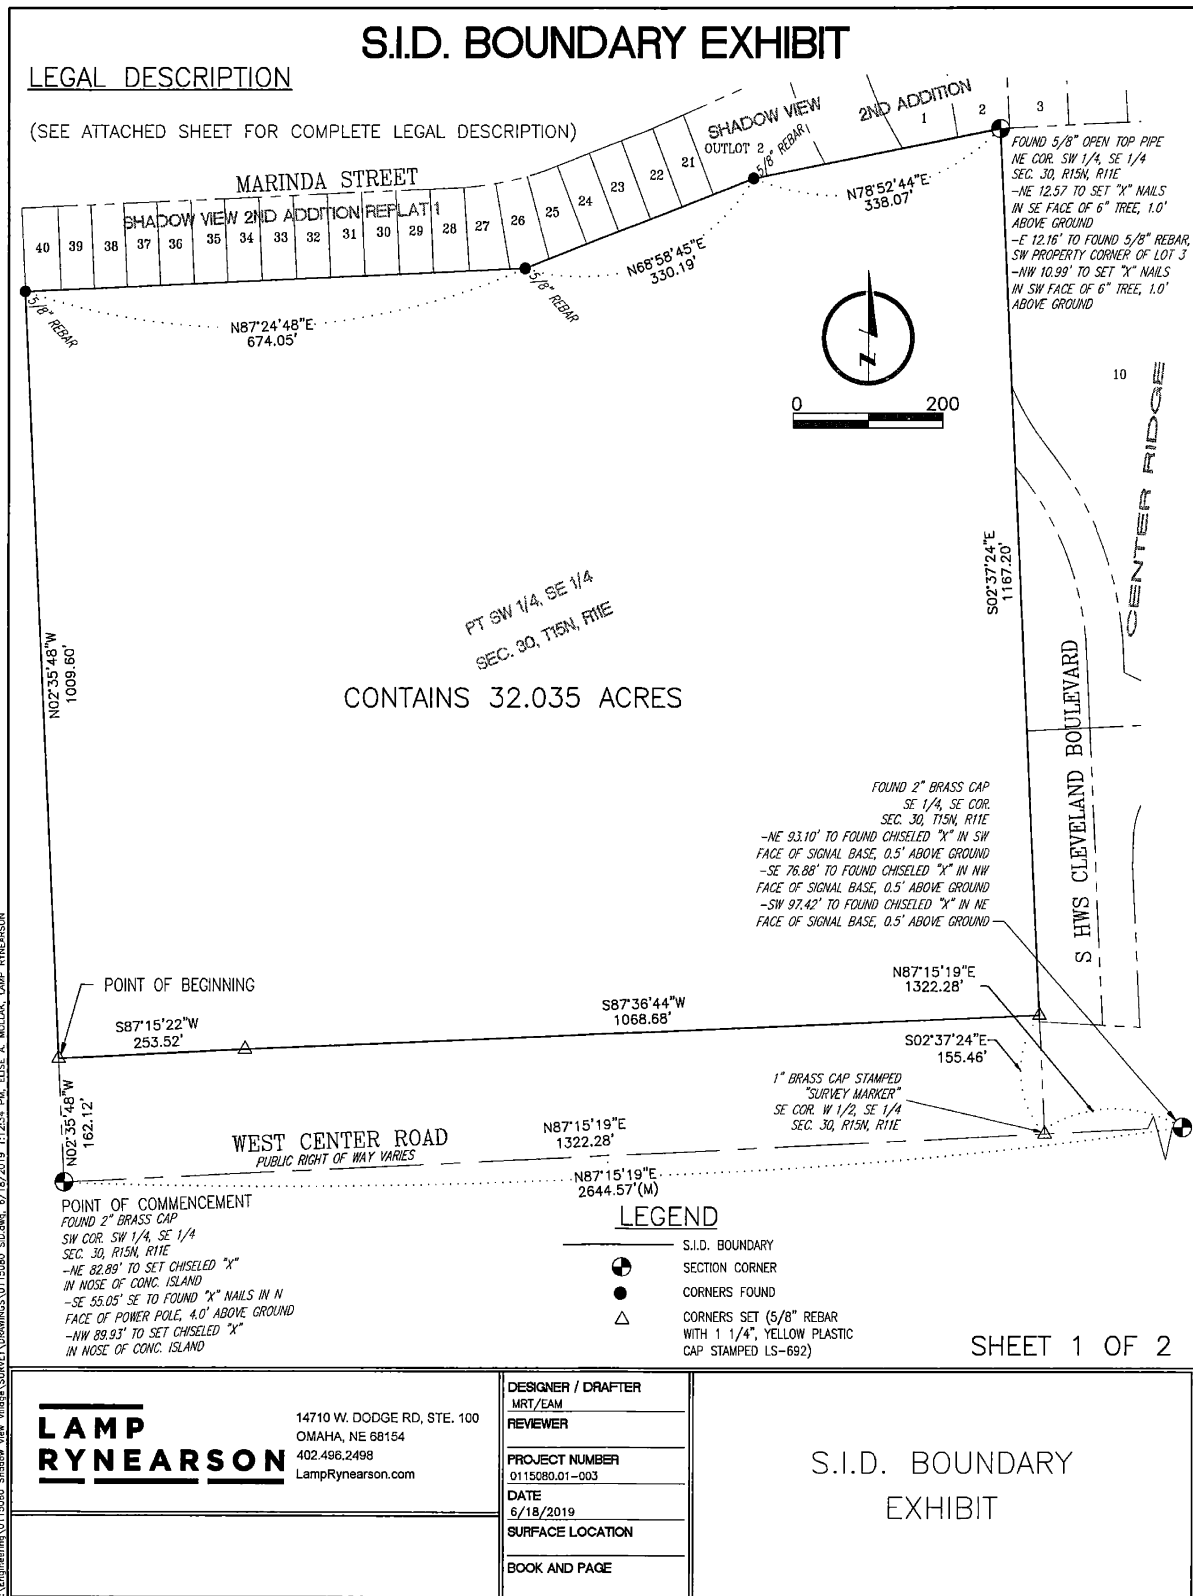 S.I.D. BOUNDARY EXHIBIT
LEGAL DESCRIPTION
(SEE ATTACHED SHEET FOR COMPLETE LEGAL DESCRIPTION)
MARINDA STREET
SHADOW VIEW 2ND ADDITION REPLAT 1
40 39 38 37 36 35 34 33 32 31 30 29 28 27 26 25 24 23 22 21
SHADOW VIEW 2ND ADDITION
OUTLOT 2
1 2 3
5/8" REBAR
5/8" REBAR
5/8" REBAR
N87°24'48"E
674.05'
N68°58'45"E
330.19'
N78°52'44"E
338.07'
FOUND 5/8" OPEN TOP PIPE
NE COR. SW 1/4, SE 1/4
SEC. 30, R15N, R11E
-NE 12.57 TO SET "X" NAILS
IN SE FACE OF 6" TREE, 1.0'
ABOVE GROUND
-E 12.16' TO FOUND 5/8" REBAR,
SW PROPERTY CORNER OF LOT 3
-NW 10.99' TO SET "X" NAILS
IN SW FACE OF 6" TREE, 1.0'
ABOVE GROUND
Z
0 200
10
CENTER RIDGE
S02°37'24"E
1167.20'
PT SW 1/4, SE 1/4
SEC. 30, T15N, R11E
CONTAINS 32.035 ACRES
N02°35'48"W
1009.60'
S HWS CLEVELAND BOULEVARD
FOUND 2" BRASS CAP
SE 1/4, SE COR.
SEC. 30, T15N, R11E
-NE 93.10' TO FOUND CHISELED "X" IN SW
FACE OF SIGNAL BASE, 0.5' ABOVE GROUND
-SE 76.88' TO FOUND CHISELED "X" IN NW
FACE OF SIGNAL BASE, 0.5' ABOVE GROUND
-SW 97.42' TO FOUND CHISELED "X" IN NE
FACE OF SIGNAL BASE, 0.5' ABOVE GROUND
POINT OF BEGINNING
S87°15'22"W
253.52'
S87°36'44"W
1068.68'
N87°15'19"E
1322.28'
S02°37'24"E
155.46'
1" BRASS CAP STAMPED
"SURVEY MARKER"
SE COR. W 1/2, SE 1/4
SEC. 30, R15N, R11E
N02°35'48"W
162.12'
WEST CENTER ROAD
PUBLIC RIGHT OF WAY VARIES
N87°15'19"E
1322.28'
N87°15'19"E
2644.57'(M)
POINT OF COMMENCEMENT
FOUND 2" BRASS CAP
SW COR. SW 1/4, SE 1/4
SEC. 30, R15N, R11E
-NE 82.89' TO SET CHISELED "X"
IN NOSE OF CONC. ISLAND
-SE 55.05' SE TO FOUND "X" NAILS IN N
FACE OF POWER POLE, 4.0' ABOVE GROUND
-NW 89.93' TO SET CHISELED "X"
IN NOSE OF CONC. ISLAND
LEGEND
S.I.D. BOUNDARY
SECTION CORNER
CORNERS FOUND
CORNERS SET (5/8" REBAR
WITH 1 1/4", YELLOW PLASTIC
CAP STAMPED LS-692)
SHEET 1 OF 2
LAMP
RYNEARSON
14710 W. DODGE RD, STE. 100
OMAHA, NE 68154
402.496.2498
LampRynearson.com
DESIGNER / DRAFTER
MRT/EAM
REVIEWER
PROJECT NUMBER
0115080.01-003
DATE
6/18/2019
SURFACE LOCATION
BOOK AND PAGE
S.I.D. BOUNDARY
EXHIBIT